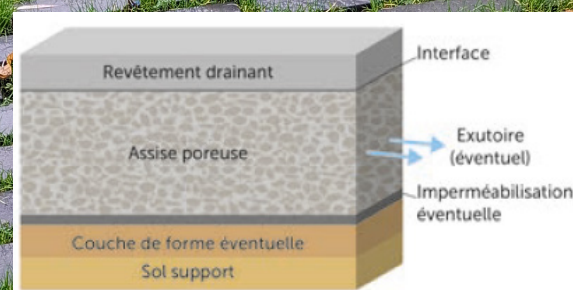 Interface
Revêtement drainant
Assise poreuse
Exutoire
(éventuel)
Imperméabilisation
éventuelle
Couche de forme éventuelle
Sol support